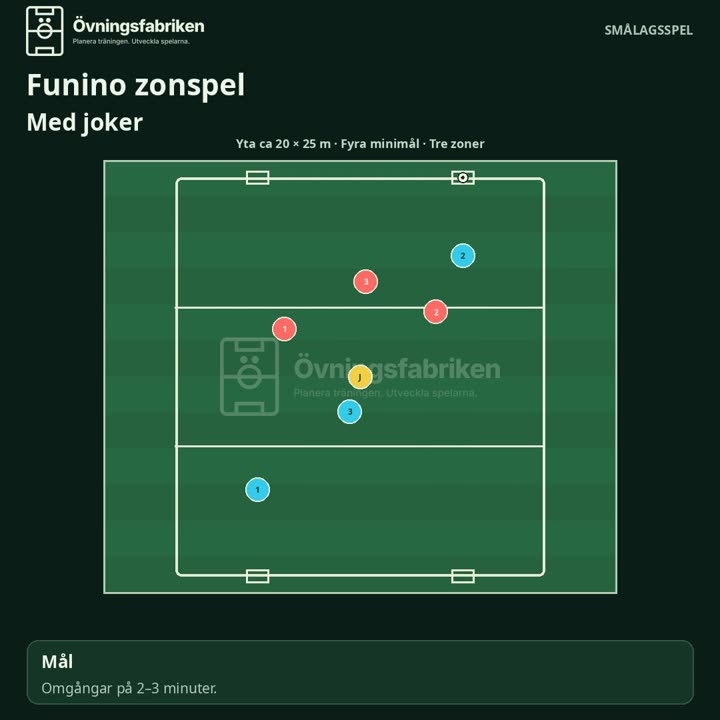 Övningsfabriken
Planera träningen. Utveckla spelarna.
SMÅLAGSSPEL
Funino zonspel
Med joker
Yta ca 20 × 25 m · Fyra minimål · Tre zoner
2
3
2
1
Övningsfabriken
J
Planera träningen. Utveckla spelarna.
3
1
Mål
Omgångar på 2–3 minuter.